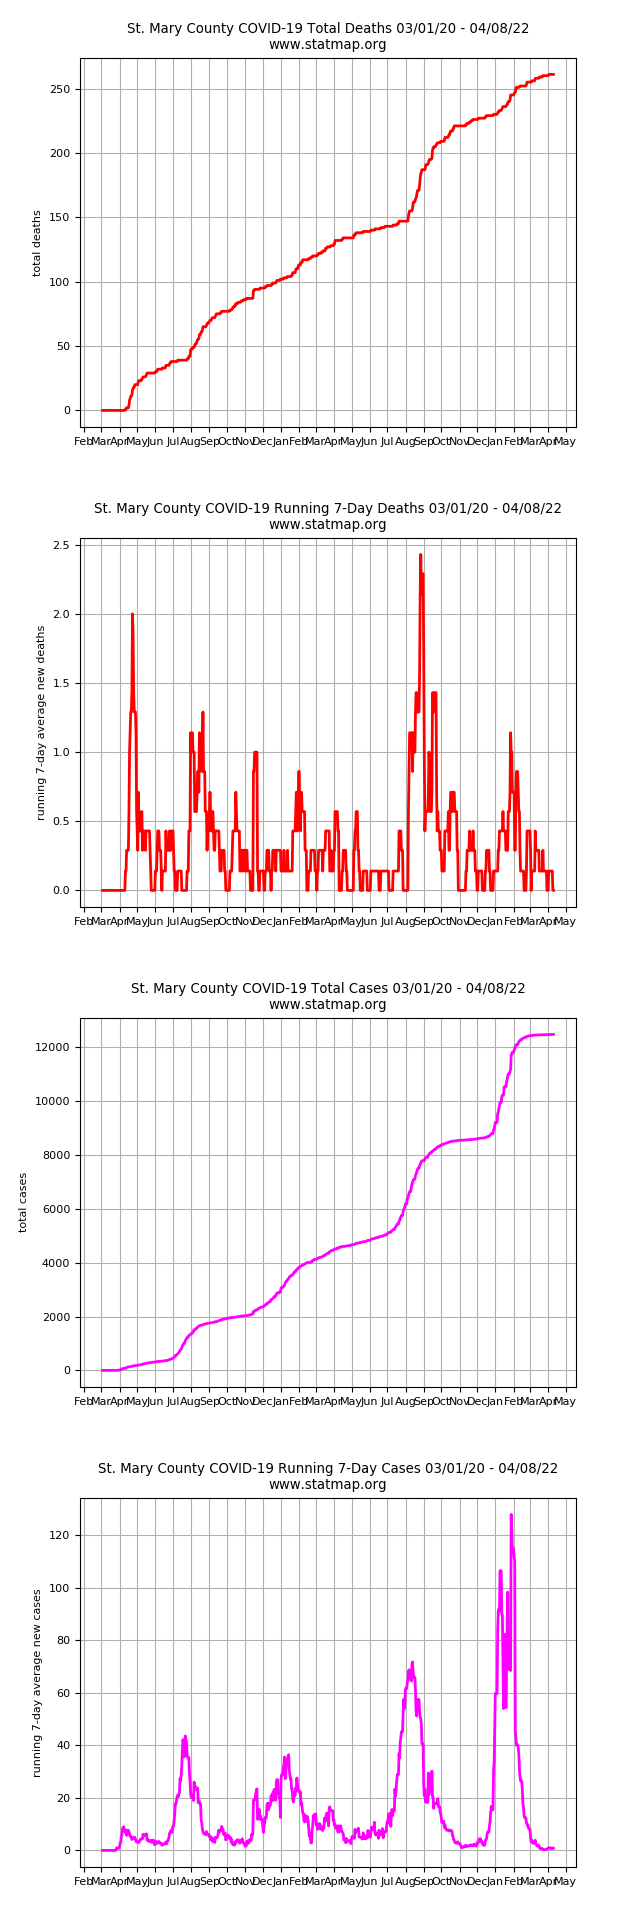 St. Mary County COVID-19 Total Deaths 03/01/20 - 04/08/22
www.statmap.org
250
200
150
100
50
0
total deaths
Feb Mar Apr May Jun Jul Aug Sep Oct Nov Dec Jan Feb Mar Apr May Jun Jul Aug Sep Oct Nov Dec Jan Feb Mar Apr May
St. Mary County COVID-19 Running 7-Day Deaths 03/01/20 - 04/08/22
www.statmap.org
2.5
2.0
1.5
1.0
0.5
0.0
running 7-day average new deaths
Feb Mar Apr May Jun Jul Aug Sep Oct Nov Dec Jan Feb Mar Apr May Jun Jul Aug Sep Oct Nov Dec Jan Feb Mar Apr May
St. Mary County COVID-19 Total Cases 03/01/20 - 04/08/22
www.statmap.org
12000
10000
8000
6000
4000
2000
0
total cases
Feb Mar Apr May Jun Jul Aug Sep Oct Nov Dec Jan Feb Mar Apr May Jun Jul Aug Sep Oct Nov Dec Jan Feb Mar Apr May
St. Mary County COVID-19 Running 7-Day Cases 03/01/20 - 04/08/22
www.statmap.org
120
100
80
60
40
20
0
running 7-day average new cases
Feb Mar Apr May Jun Jul Aug Sep Oct Nov Dec Jan Feb Mar Apr May Jun Jul Aug Sep Oct Nov Dec Jan Feb Mar Apr May